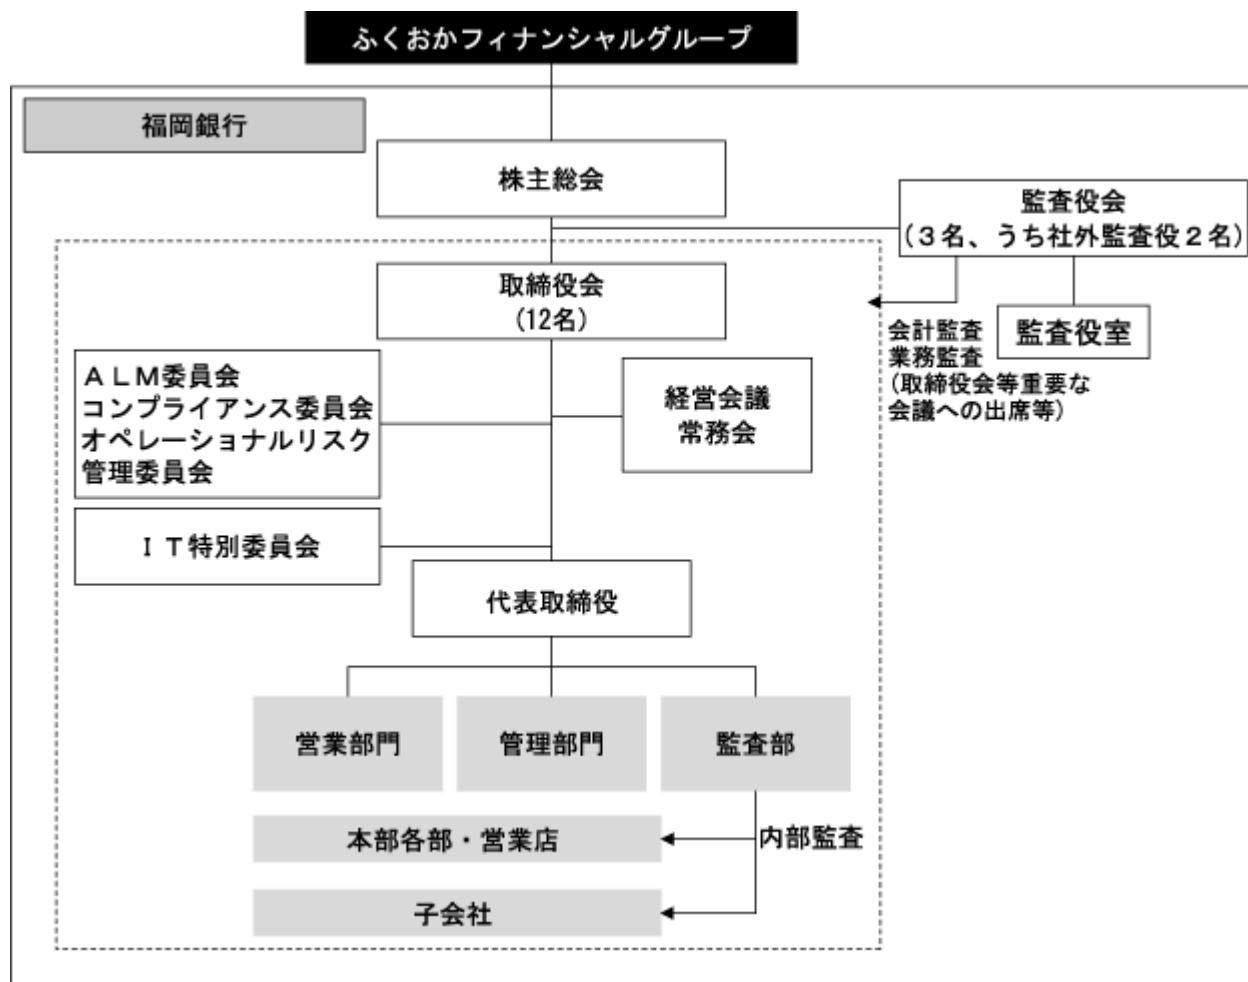 ふくおかフィナンシャルグループ
福岡銀行
株主総会
監査役会
(3名、うち社外監査役2名)
取締役会
(12名)
会計監査
業務監査
(取締役会等重要な
会議への出席等)
監査役室
ALM委員会
コンプライアンス委員会
オペレーショナルリスク
管理委員会
経営会議
常務会
IT特別委員会
代表取締役
営業部門
管理部門
監査部
本部各部・営業店
内部監査
子会社